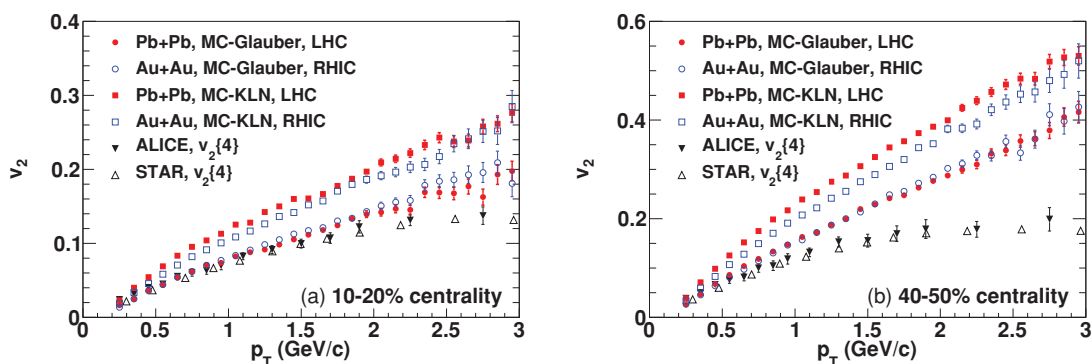 0.4
0.3
0.2
0.1
0
v₂
Pb+Pb, MC-Glauber, LHC
Au+Au, MC-Glauber, RHIC
Pb+Pb, MC-KLN, LHC
Au+Au, MC-KLN, RHIC
ALICE, v₂{4}
STAR, v₂{4}
(a) 10-20% centrality
0 0.5 1 1.5 2 2.5 3
p_T (GeV/c)
0.6
0.4
0.2
0
v₂
Pb+Pb, MC-Glauber, LHC
Au+Au, MC-Glauber, RHIC
Pb+Pb, MC-KLN, LHC
Au+Au, MC-KLN, RHIC
ALICE, v₂{4}
STAR, v₂{4}
(b) 40-50% centrality
0 0.5 1 1.5 2 2.5 3
p_T (GeV/c)